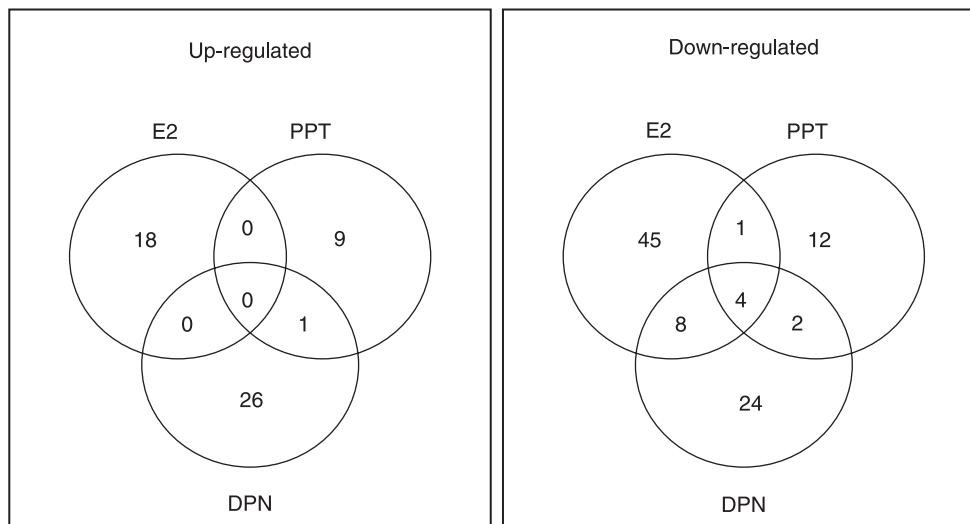 Up-regulated
E2 PPT
18 0 9
0
0 1
26
DPN
Down-regulated
E2 PPT
45 1 12
4
8 2
24
DPN